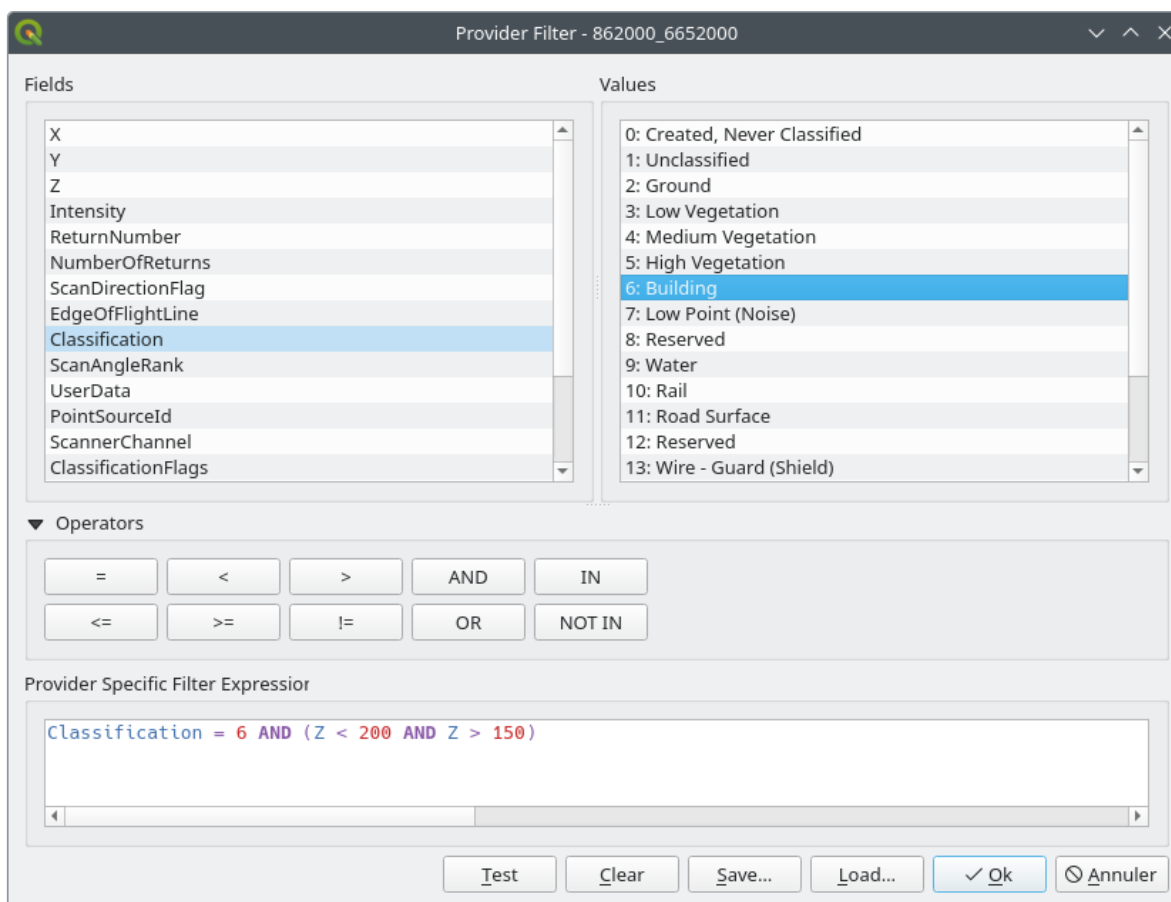 Provider Filter - 862000_6652000
Fields
X
Y
Z
Intensity
ReturnNumber
NumberOfReturns
ScanDirectionFlag
EdgeOfFlightLine
Classification
ScanAngleRank
UserData
PointSourceId
ScannerChannel
ClassificationFlags
Values
0: Created, Never Classified
1: Unclassified
2: Ground
3: Low Vegetation
4: Medium Vegetation
5: High Vegetation
6: Building
7: Low Point (Noise)
8: Reserved
9: Water
10: Rail
11: Road Surface
12: Reserved
13: Wire - Guard (Shield)
Operators
= < > AND IN
<= >= != OR NOT IN
Provider Specific Filter Expression
Classification = 6 AND (Z < 200 AND Z > 150)
Test Clear Save... Load... Ok Annuler